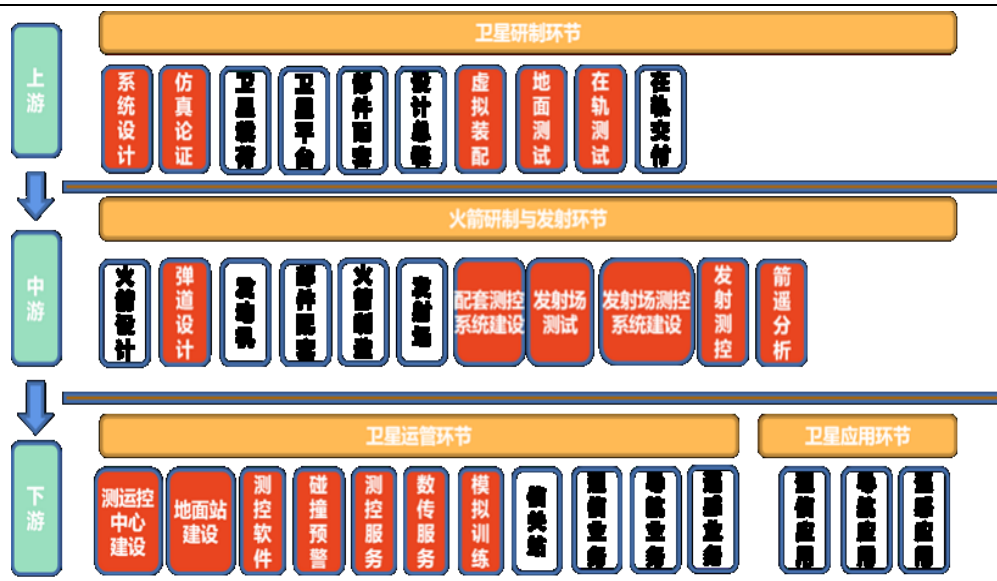 上游
卫星研制环节
系统设计
仿真论证
卫星载荷
卫星平台
部件配套
设计总装
虚拟装配
地面测试
在轨测试
在轨交付
中游
火箭研制与发射环节
火箭设计
弹道设计
发动机
部件配套
火箭制造
发射场
配套测控
系统建设
发射场
测试
发射场测控
系统建设
发射测控
箭遥分析
下游
卫星运管环节
卫星应用环节
测运控
中心
建设
地面站
建设
测控软件
碰撞预警
测控服务
数传服务
模拟训练
信关站
通信业务
导航业务
遥感业务
通信应用
导航应用
遥感应用